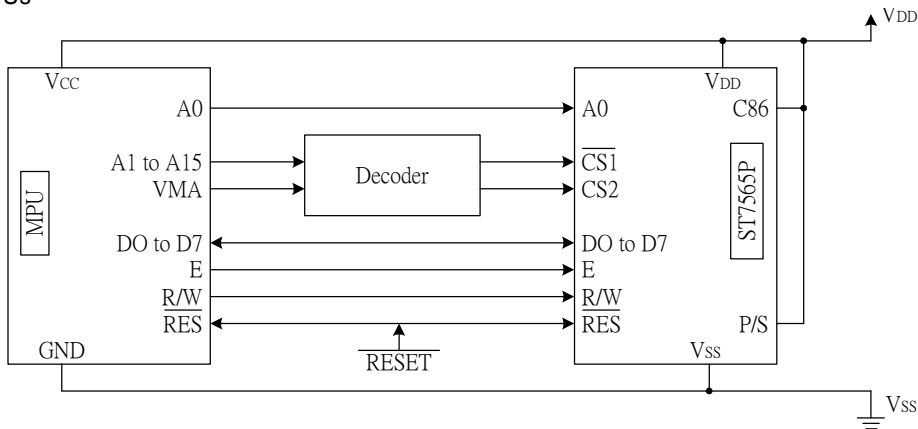 VDD
VCC
VDD
A0
A0
C86
A1 to A15
Decoder
CS1
VMA
CS2
MPU
ST7565P
DO to D7
DO to D7
E
E
R/W
R/W
RES
RES
P/S
GND
RESET
VSS
VSS